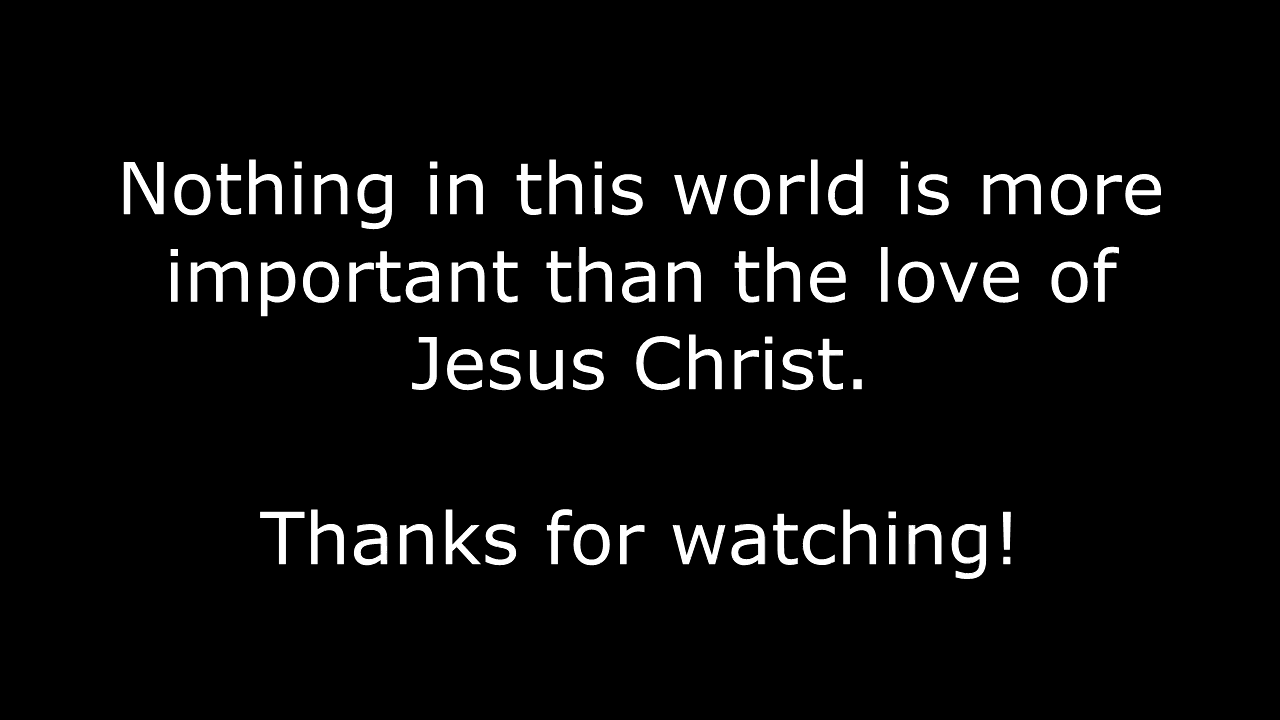 Nothing in this world is more
important than the love of
Jesus Christ.
Thanks for watching!